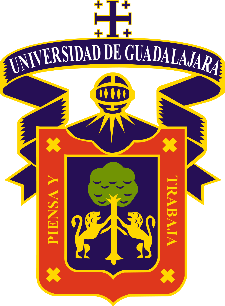 UNIVERSIDAD DE GUADALAJARA
PIENSA Y
TRABAJA